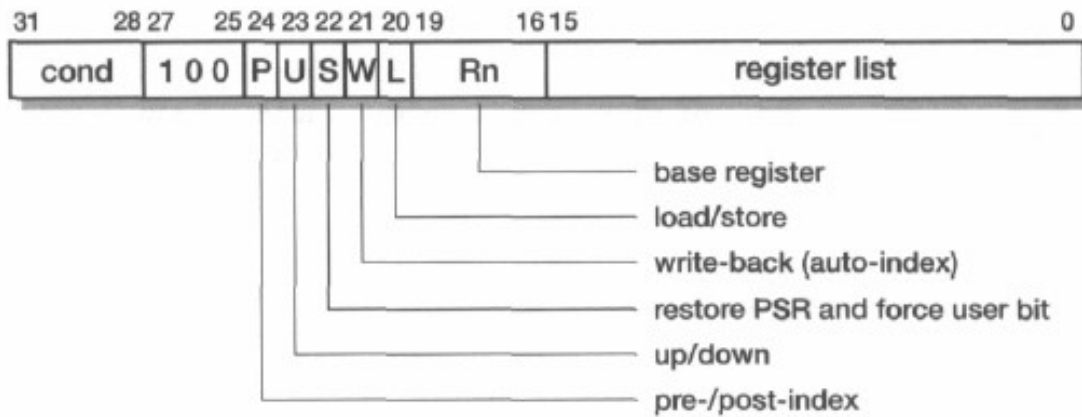 31 28 27 25 24 23 22 21 20 19 16 15 0
cond 1 0 0 P U S W L Rn register list
base register
load/store
write-back (auto-index)
restore PSR and force user bit
up/down
pre-/post-index